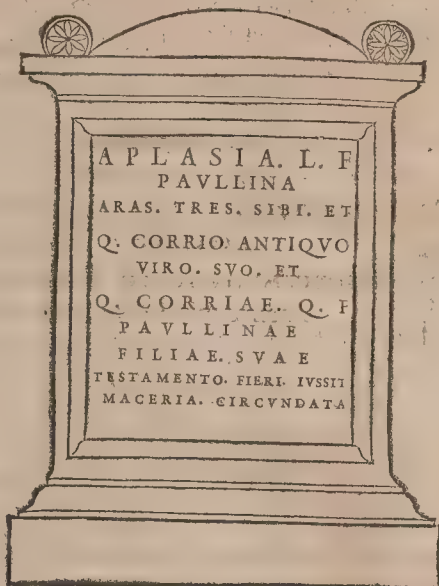 APLASIA. L. F
PAVLLINA
ARAS. TRES. SIBI. ET
Q. CORRIO. ANTIQVO
VIRO. SVO. ET
Q. CORRIAE. Q. F
PAVLLINAE
FILIAE. SVAE
TESTAMENTO. FIERI. IVSSIT
MACERIA. CIRCVNDATA